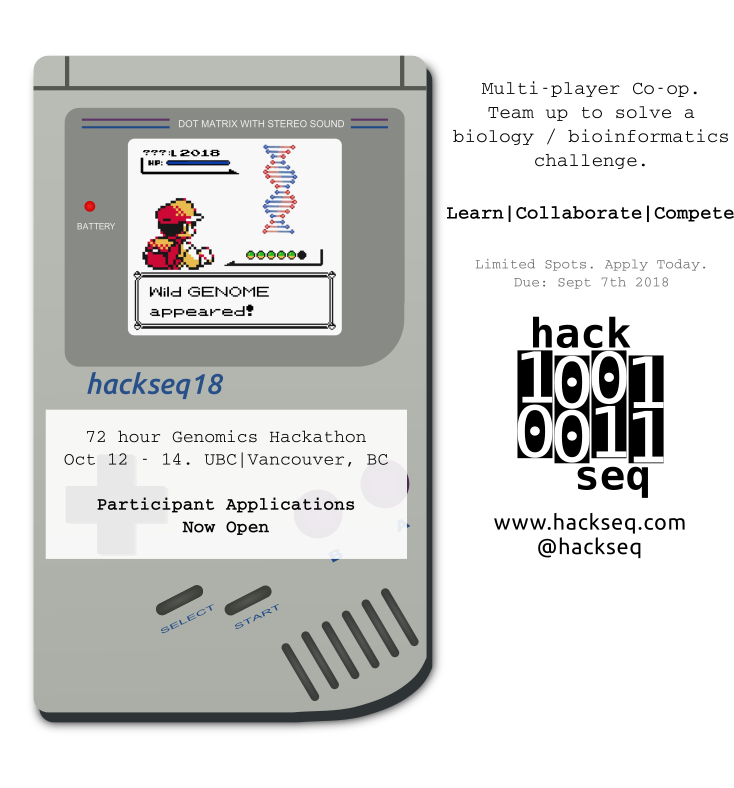 DOT MATRIX WITH STEREO SOUND
???:L2018
HP:
BATTERY
Wild GENOME
appeared!
hackseq18
72 hour Genomics Hackathon
Oct 12 - 14. UBC|Vancouver, BC
Participant Applications
Now Open
A
B
SELECT
START
Multi-player Co-op.
Team up to solve a
biology / bioinformatics
challenge.
Learn|Collaborate|Compete
Limited Spots. Apply Today.
Due: Sept 7th 2018
hack
1001
0011
seq
www.hackseq.com
@hackseq